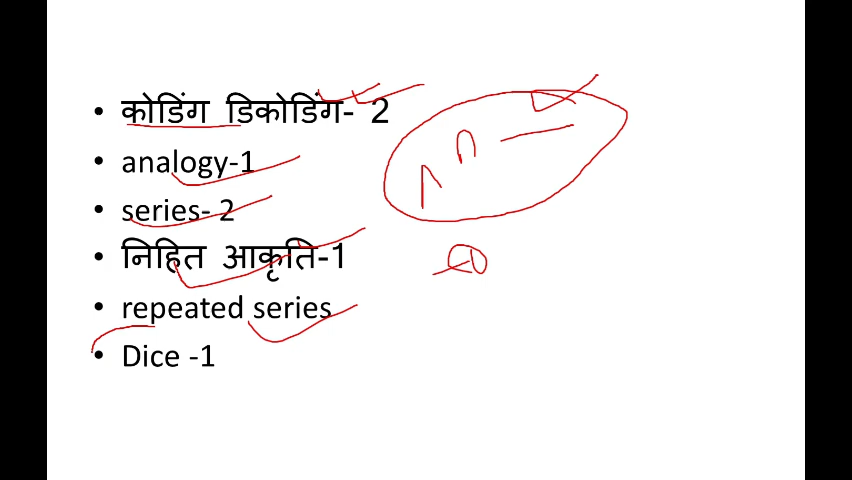 • कोडिंग डिकोडिंग- 2
• analogy-1
• series- 2
• निहित आकृति-1
• repeated series
• Dice -1